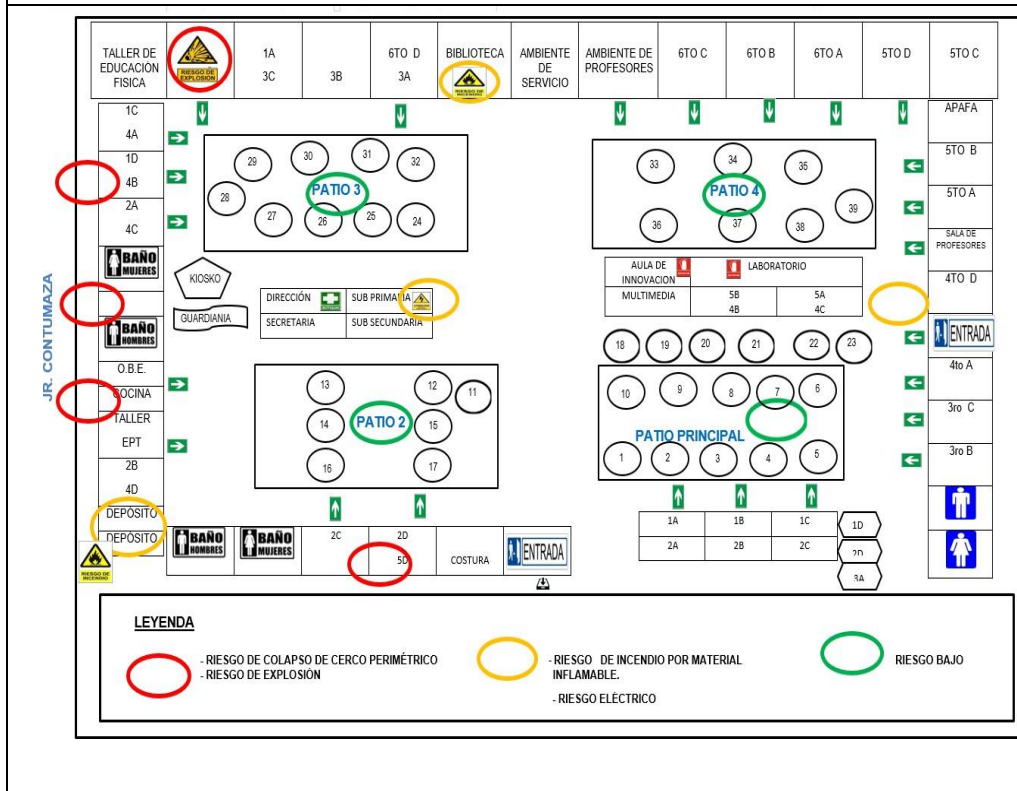 TALLER DE
EDUCACIÓN
FISICA
RIESGO DE
EXPLOSIÓN
1A
3C
3B
6TO D
3A
BIBLIOTECA
AMBIENTE
DE
SERVICIO
AMBIENTE DE
PROFESORES
6TO C
6TO B
6TO A
5TO D
5TO C
1C
4A
1D
4B
2A
4C
BAÑO
MUJERES
BAÑO
HOMBRES
O.B.E.
COCINA
TALLER
EPT
2B
4D
DEPÓSITO
DEPÓSITO
RIESGO DE
INCENDIO
JR. CONTUMAZA
29
30
31
32
28
PATIO 3
27
26
25
24
33
34
35
PATIO 4
39
36
37
38
APAFA
5TO B
5TO A
SALA DE
PROFESORES
4TO D
ENTRADA
4to A
3ro C
3ro B
KIOSKO
GUARDIANIA
DIRECCIÓN
SUB PRIMARIA
SECRETARIA
SUB SECUNDARIA
AULA DE
INNOVACION
LABORATORIO
MULTIMEDIA
5B
4B
5A
4C
18
19
20
21
22
23
13
12
11
14
PATIO 2
15
16
17
10
9
8
7
6
PATIO PRINCIPAL
1
2
3
4
5
1A
1B
1C
1D
2A
2B
2C
2D
3A
BAÑO
HOMBRES
BAÑO
MUJERES
2C
2D
5D
COSTURA
ENTRADA
LEYENDA
- RIESGO DE COLAPSO DE CERCO PERIMÉTRICO
- RIESGO DE EXPLOSIÓN
- RIESGO DE INCENDIO POR MATERIAL
INFLAMABLE.
- RIESGO ELÉCTRICO
RIESGO BAJO